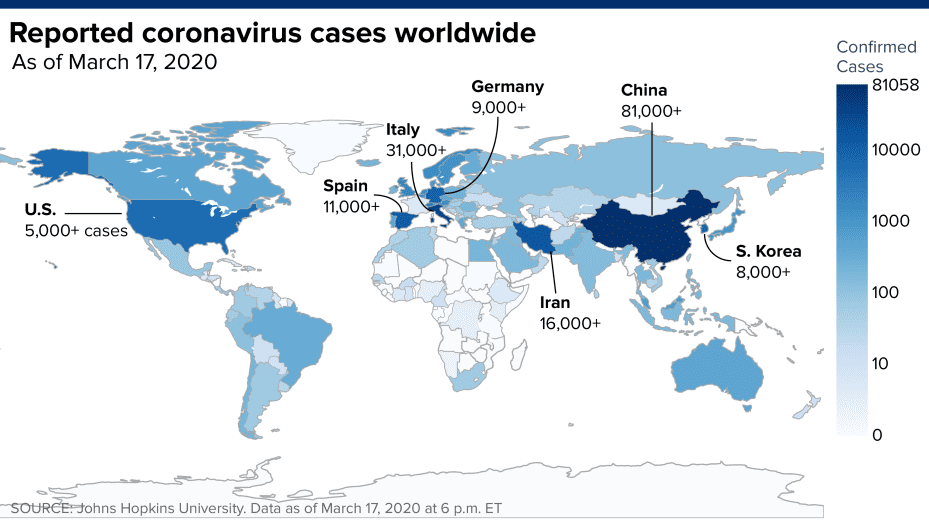 Reported coronavirus cases worldwide
As of March 17, 2020
Confirmed
Cases
81058
10000
1000
100
10
0
Germany
9,000+
China
81,000+
Italy
31,000+
Spain
11,000+
U.S.
5,000+ cases
S. Korea
8,000+
Iran
16,000+
SOURCE: Johns Hopkins University. Data as of March 17, 2020 at 6 p.m. ET